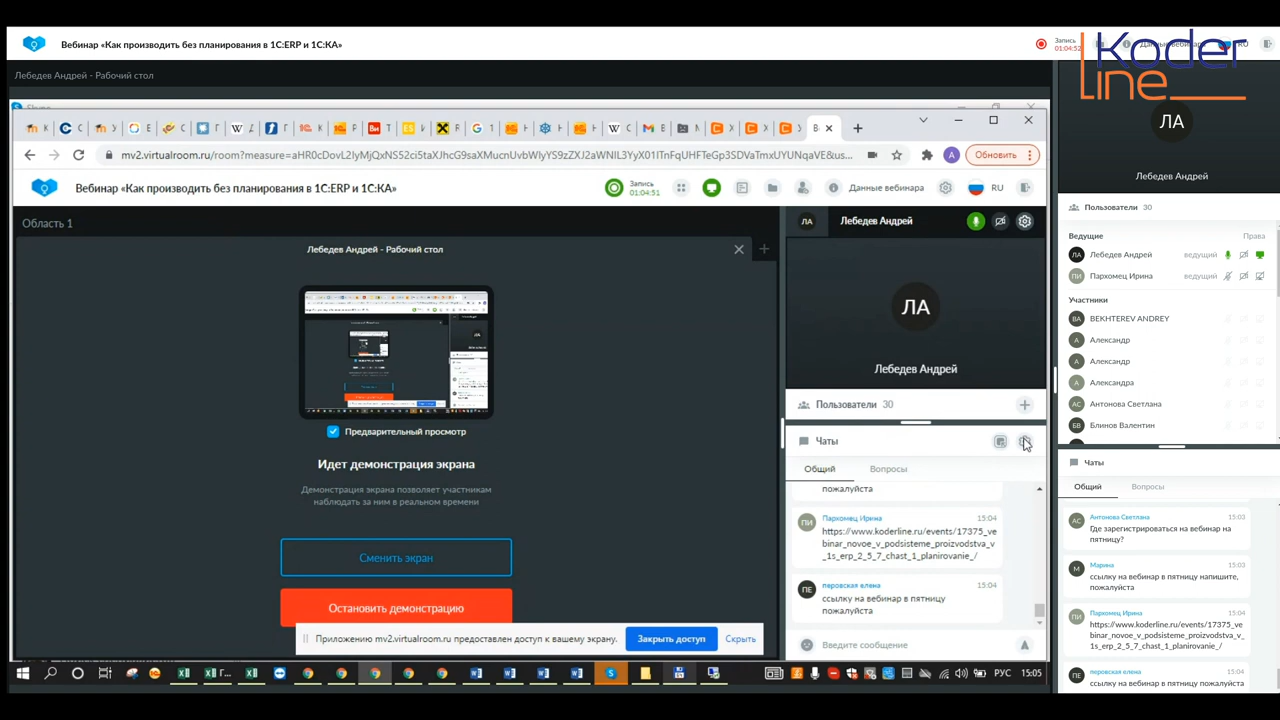 Вебинар «Как производить без планирования в 1С:ERP и 1С:КА»
Запись
01:04:52
Данные вебинара
RU
Koder
Line
Лебедев Андрей - Рабочий стол
mv2.virtualroom.ru
Обновить
Вебинар «Как производить без планирования в 1С:ERP и 1С:КА»
Запись
01:04:51
Данные вебинара
RU
Область 1
Лебедев Андрей - Рабочий стол
Предварительный просмотр
Идет демонстрация экрана
Демонстрация экрана позволяет участникам
наблюдать за ним в реальном времени
Сменить экран
Остановить демонстрацию
Приложению mv2.virtualroom.ru предоставлен доступ к вашему экрану.
Закрыть доступ
Скрыть
ЛА
Лебедев Андрей
ЛА
Лебедев Андрей
Пользователи 30
Чаты
Общий
Вопросы
пожалуйста
ПИ
Пархомец Ирина
15:04
https://www.koderline.ru/events/17375_ve
binar_novoe_v_podsisteme_proizvodstva_v
_1s_erp_2_5_7_chast_1_planirovanie_/
ПЕ
перовская елена
15:04
ссылку на вебинар в пятницу
пожалуйста
Введите сообщение
РУС
15:05
ЛА
Лебедев Андрей
Пользователи 30
Ведущие
Права
ЛА
Лебедев Андрей
ведущий
ПИ
Пархомец Ирина
ведущий
Участники
BA
BEKHTEREV ANDREY
А
Александр
А
Александр
А
Александра
АС
Антонова Светлана
БВ
Блинов Валентин
Чаты
Общий
Вопросы
АС
Антонова Светлана
15:03
Где зарегистрироваться на вебинар на
пятницу?
М
Марина
15:03
ссылку на вебинар в пятницу напишите,
пожалуйста
ПИ
Пархомец Ирина
15:04
https://www.koderline.ru/events/17375_ve
binar_novoe_v_podsisteme_proizvodstva_v_
_1s_erp_2_5_7_chast_1_planirovanie_/
ПЕ
перовская елена
15:04
ссылку на вебинар в пятницу пожалуйста